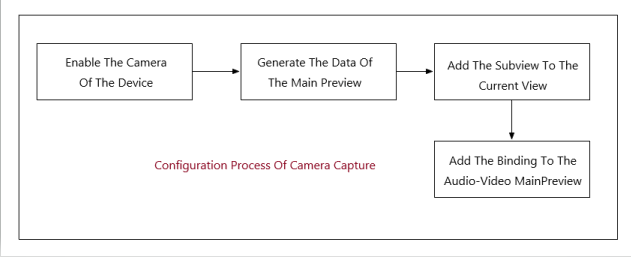 Enable The Camera
Of The Device
Generate The Data Of
The Main Preview
Add The Subview To The
Current View
Add The Binding To The
Audio-Video MainPreview
Configuration Process Of Camera Capture